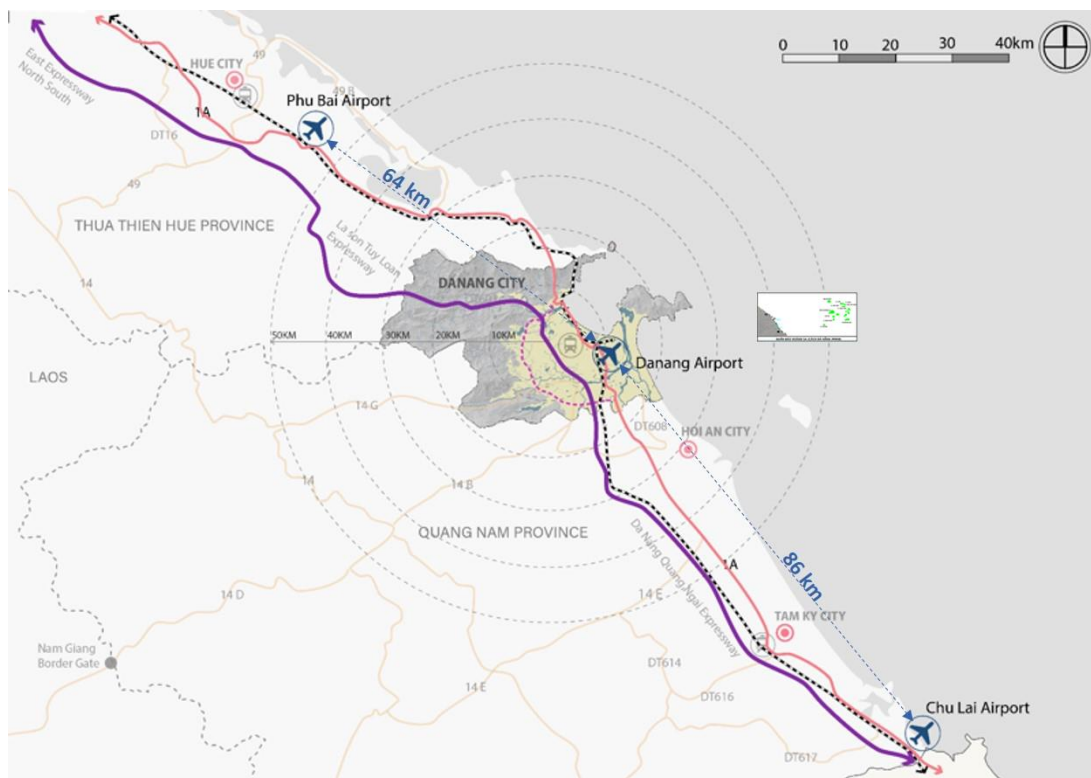 0 10 20 30 40km
East Expressway
North South
HUE CITY
49
49 B
1A
Phu Bai Airport
DT16
49
64 km
THUA THIEN HUE PROVINCE
La son Tuy Loan
Expressway
14
DANANG CITY
50KM 40KM 30KM 20KM 10KM
0
Danang Airport
LAOS
14 G
DT608
HOI AN CITY
14
14 B
QUANG NAM PROVINCE
Da Nang Quang Ngai Expressway
1A
86 km
14 D
14 E
TAM KY CITY
Nam Giang
Border Gate
DT614
14 E
DT616
Chu Lai Airport
DT617